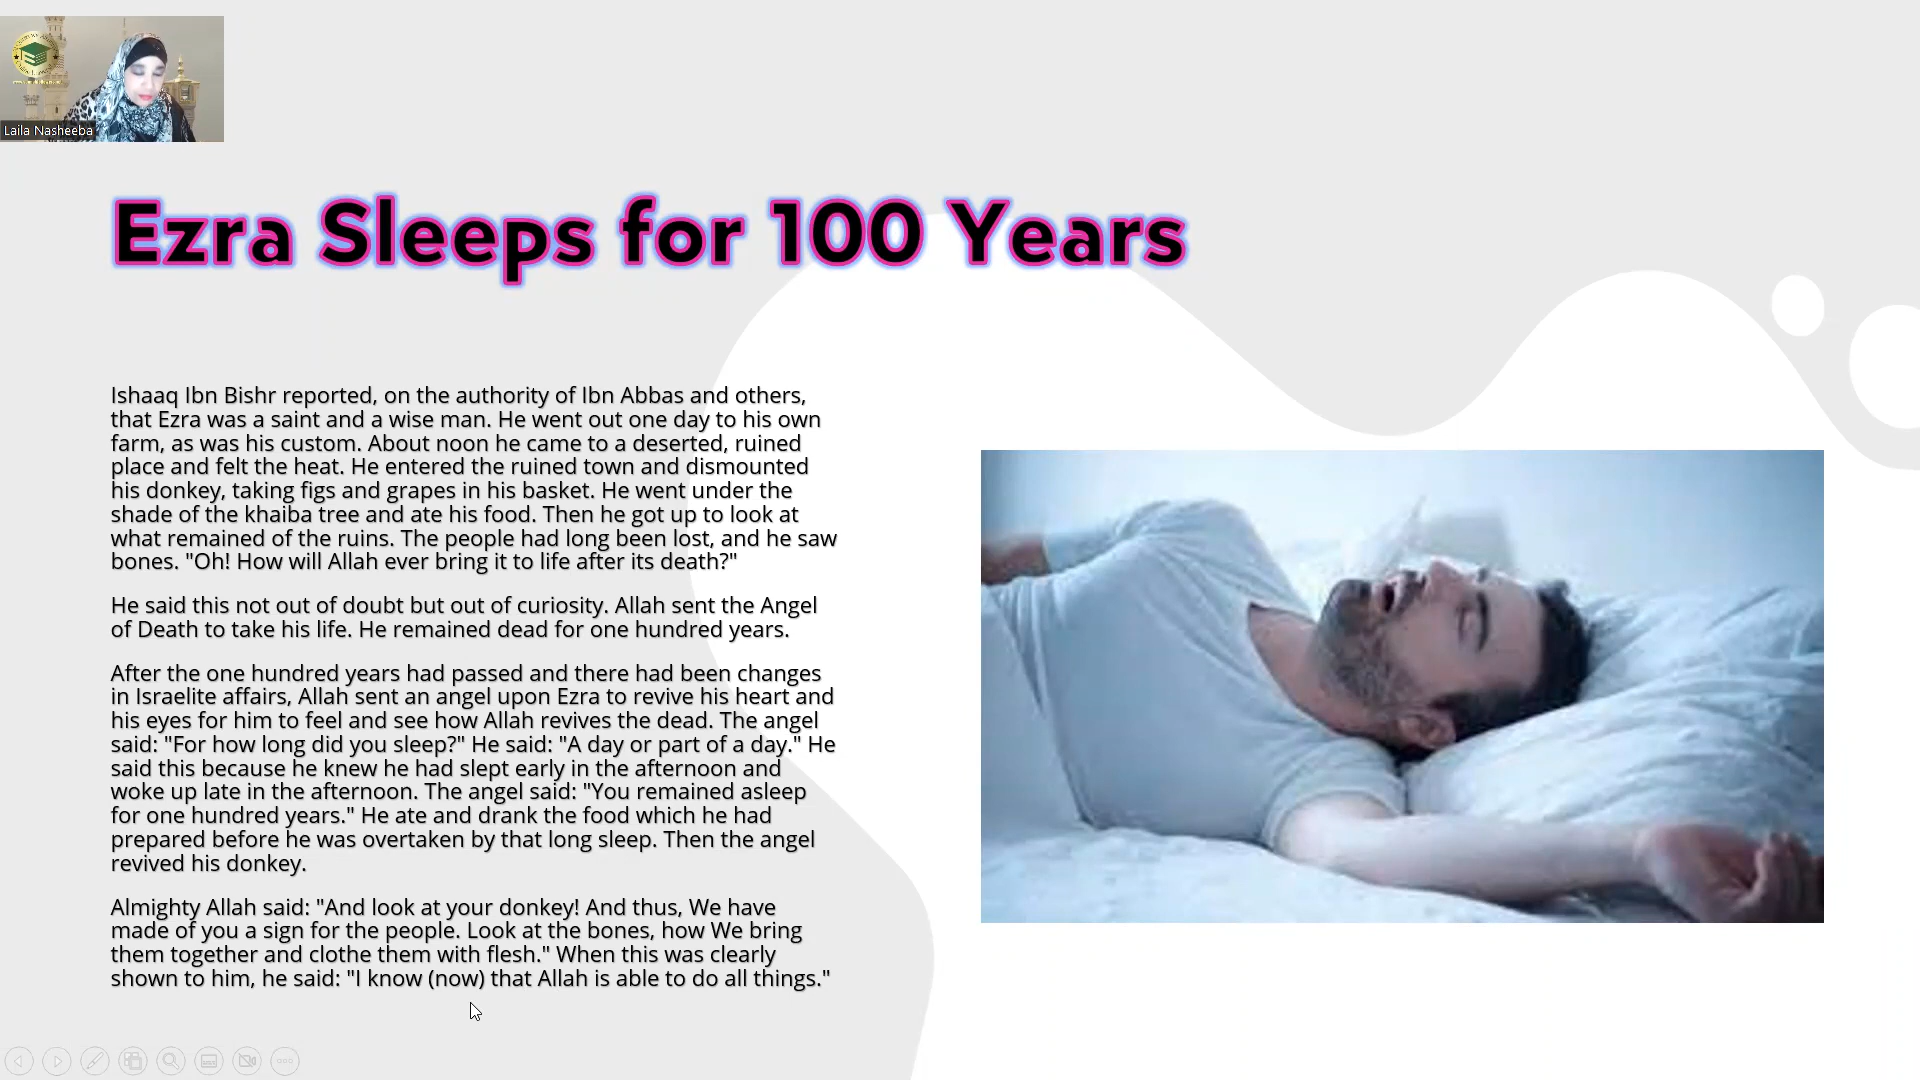 Laila Nasheeba
Ezra Sleeps for 100 Years
Ishaaq Ibn Bishr reported, on the authority of Ibn Abbas and others,
that Ezra was a saint and a wise man. He went out one day to his own
farm, as was his custom. About noon he came to a deserted, ruined
place and felt the heat. He entered the ruined town and dismounted
his donkey, taking figs and grapes in his basket. He went under the
shade of the khaiba tree and ate his food. Then he got up to look at
what remained of the ruins. The people had long been lost, and he saw
bones. "Oh! How will Allah ever bring it to life after its death?"
He said this not out of doubt but out of curiosity. Allah sent the Angel
of Death to take his life. He remained dead for one hundred years.
After the one hundred years had passed and there had been changes
in Israelite affairs, Allah sent an angel upon Ezra to revive his heart and
his eyes for him to feel and see how Allah revives the dead. The angel
said: "For how long did you sleep?" He said: "A day or part of a day." He
said this because he knew he had slept early in the afternoon and
woke up late in the afternoon. The angel said: "You remained asleep
for one hundred years." He ate and drank the food which he had
prepared before he was overtaken by that long sleep. Then the angel
revived his donkey.
Almighty Allah said: "And look at your donkey! And thus, We have
made of you a sign for the people. Look at the bones, how We bring
them together and clothe them with flesh." When this was clearly
shown to him, he said: "I know (now) that Allah is able to do all things."